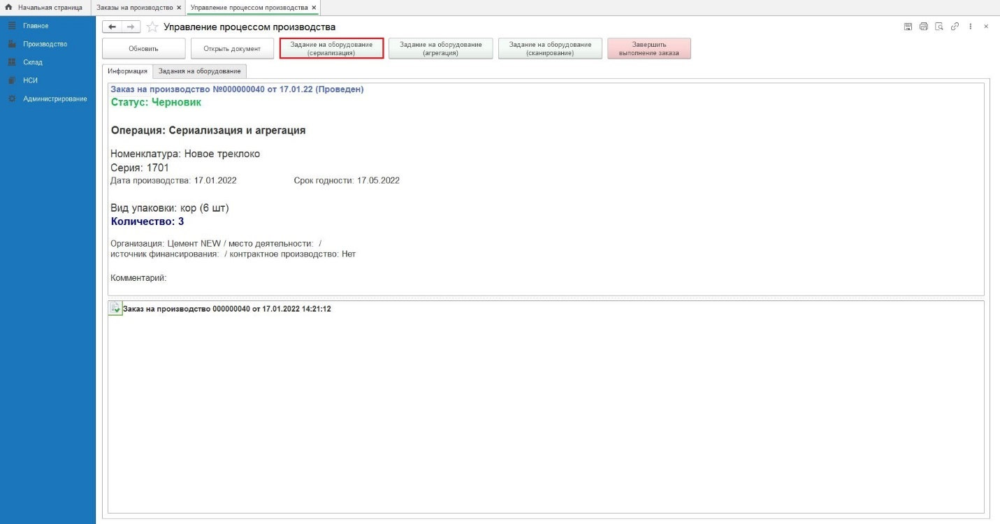 Начальная страница
Заказы на производство ×
Управление процессом производства ×
Главное
Производство
Склад
НСИ
Администрирование
Управление процессом производства
Обновить
Открыть документ
Задание на оборудование
(сериализация)
Задание на оборудование
(агрегация)
Задание на оборудование
(сканирование)
Завершить
выполнение заказа
Информация
Задания на оборудование
Заказ на производство №000000040 от 17.01.22 (Проведен)
Статус: Черновик
Операция: Сериализация и агрегация
Номенклатура: Новое треклоко
Серия: 1701
Дата производства: 17.01.2022 Срок годности: 17.05.2022
Вид упаковки: кор (6 шт)
Количество: 3
Организация: Цемент NEW / место деятельности: /
источник финансирования: / контрактное производство: Нет
Комментарий:
Заказ на производство 000000040 от 17.01.2022 14:21:12